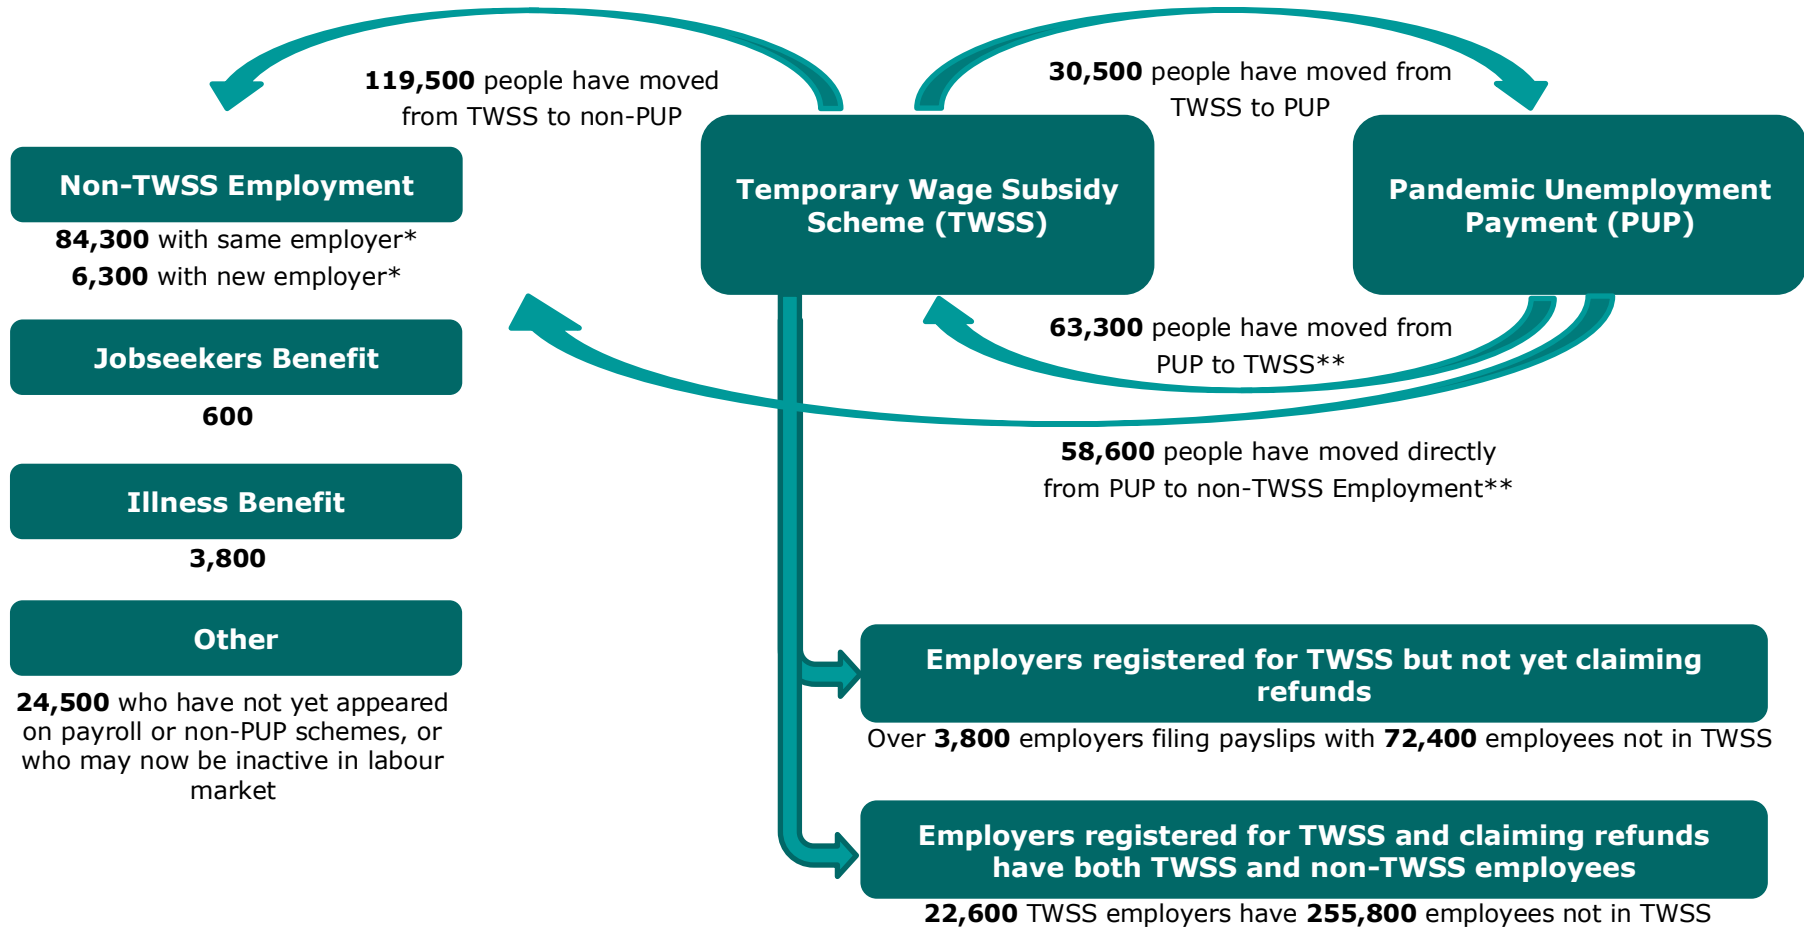 119,500 people have moved
from TWSS to non-PUP
30,500 people have moved from
TWSS to PUP
Non-TWSS Employment
84,300 with same employer*
6,300 with new employer*
Temporary Wage Subsidy
Scheme (TWSS)
Pandemic Unemployment
Payment (PUP)
Jobseekers Benefit
600
63,300 people have moved from
PUP to TWSS**
58,600 people have moved directly
from PUP to non-TWSS Employment**
Illness Benefit
3,800
Other
24,500 who have not yet appeared
on payroll or non-PUP schemes, or
who may now be inactive in labour
market
Employers registered for TWSS but not yet claiming
refunds
Over 3,800 employers filing payslips with 72,400 employees not in TWSS
Employers registered for TWSS and claiming refunds
have both TWSS and non-TWSS employees
22,600 TWSS employers have 255,800 employees not in TWSS